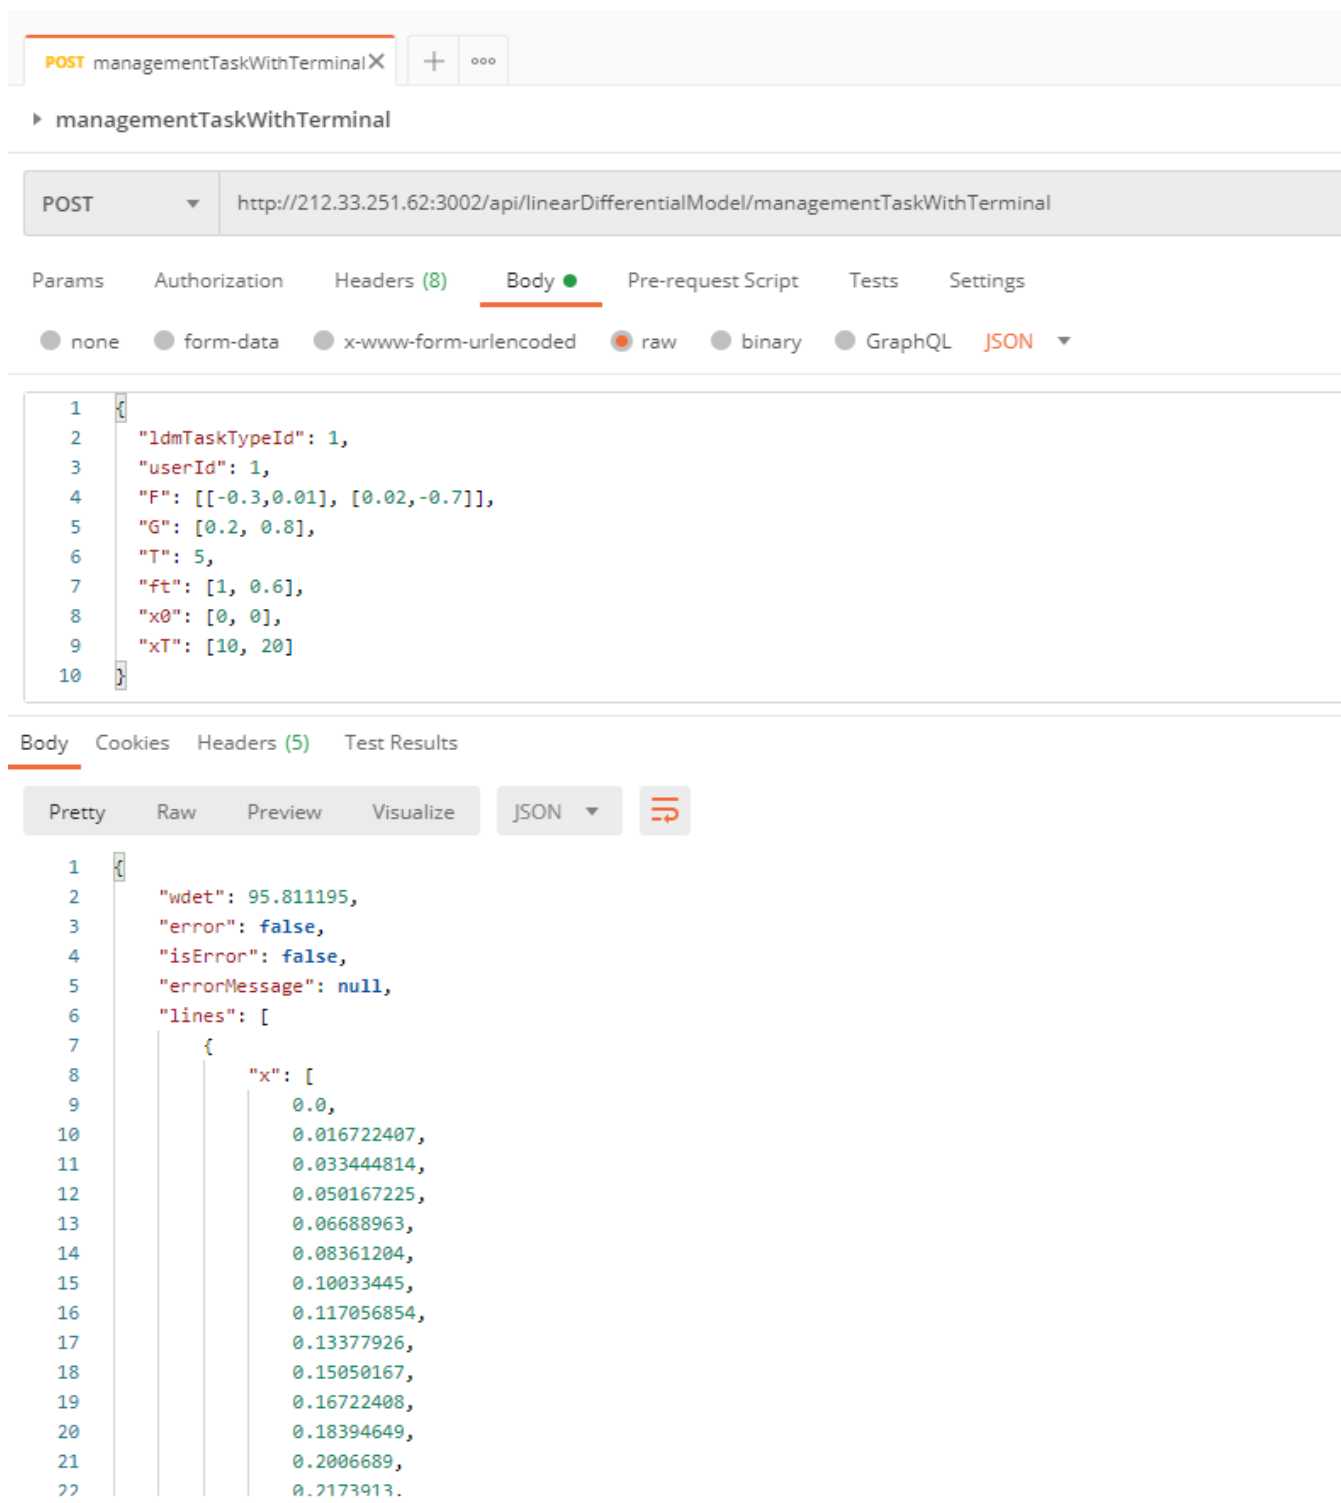 POST managementTaskWithTerminal
managementTaskWithTerminal
POST http://212.33.251.62:3002/api/linearDifferentialModel/managementTaskWithTerminal
Params Authorization Headers (8) Body Pre-request Script Tests Settings
none form-data x-www-form-urlencoded raw binary GraphQL JSON
1 {
2 "ldmTaskTypeId": 1,
3 "userId": 1,
4 "F": [[-0.3,0.01], [0.02,-0.7]],
5 "G": [0.2, 0.8],
6 "T": 5,
7 "ft": [1, 0.6],
8 "x0": [0, 0],
9 "xT": [10, 20]
10 }
Body Cookies Headers (5) Test Results
Pretty Raw Preview Visualize JSON
1 {
2 "wdet": 95.811195,
3 "error": false,
4 "isError": false,
5 "errorMessage": null,
6 "lines": [
7 {
8 "x": [
9 0.0,
10 0.016722407,
11 0.033444814,
12 0.050167225,
13 0.06688963,
14 0.08361204,
15 0.10033445,
16 0.117056854,
17 0.13377926,
18 0.15050167,
19 0.16722408,
20 0.18394649,
21 0.2006689,
22 0.2173913,